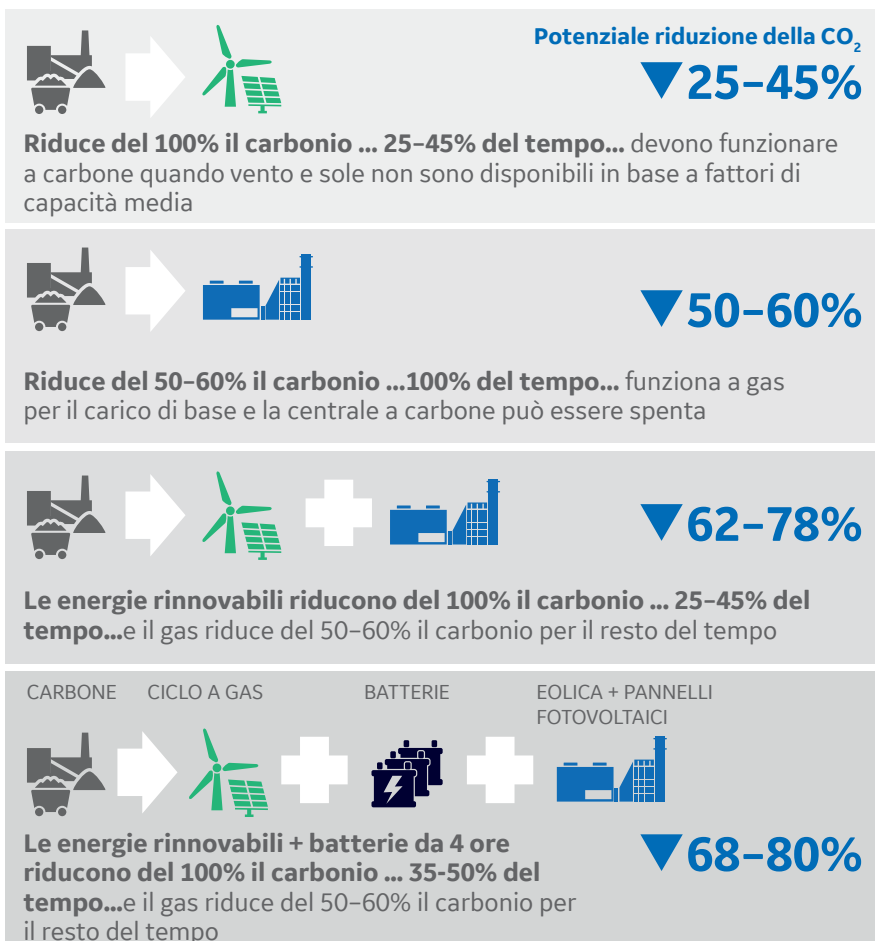 Potenziale riduzione della CO₂
▼25–45%
Riduce del 100% il carbonio ... 25–45% del tempo... devono funzionare
a carbone quando vento e sole non sono disponibili in base a fattori di
capacità media
▼50–60%
Riduce del 50–60% il carbonio ...100% del tempo... funziona a gas
per il carico di base e la centrale a carbone può essere spenta
▼62–78%
Le energie rinnovabili riducono del 100% il carbonio ... 25–45% del
tempo...e il gas riduce del 50–60% il carbonio per il resto del tempo
CARBONE
CICLO A GAS
BATTERIE
EOLICA + PANNELLI
FOTOVOLTAICI
Le energie rinnovabili + batterie da 4 ore
riducono del 100% il carbonio ... 35-50% del
tempo...e il gas riduce del 50–60% il carbonio per
il resto del tempo
▼68–80%